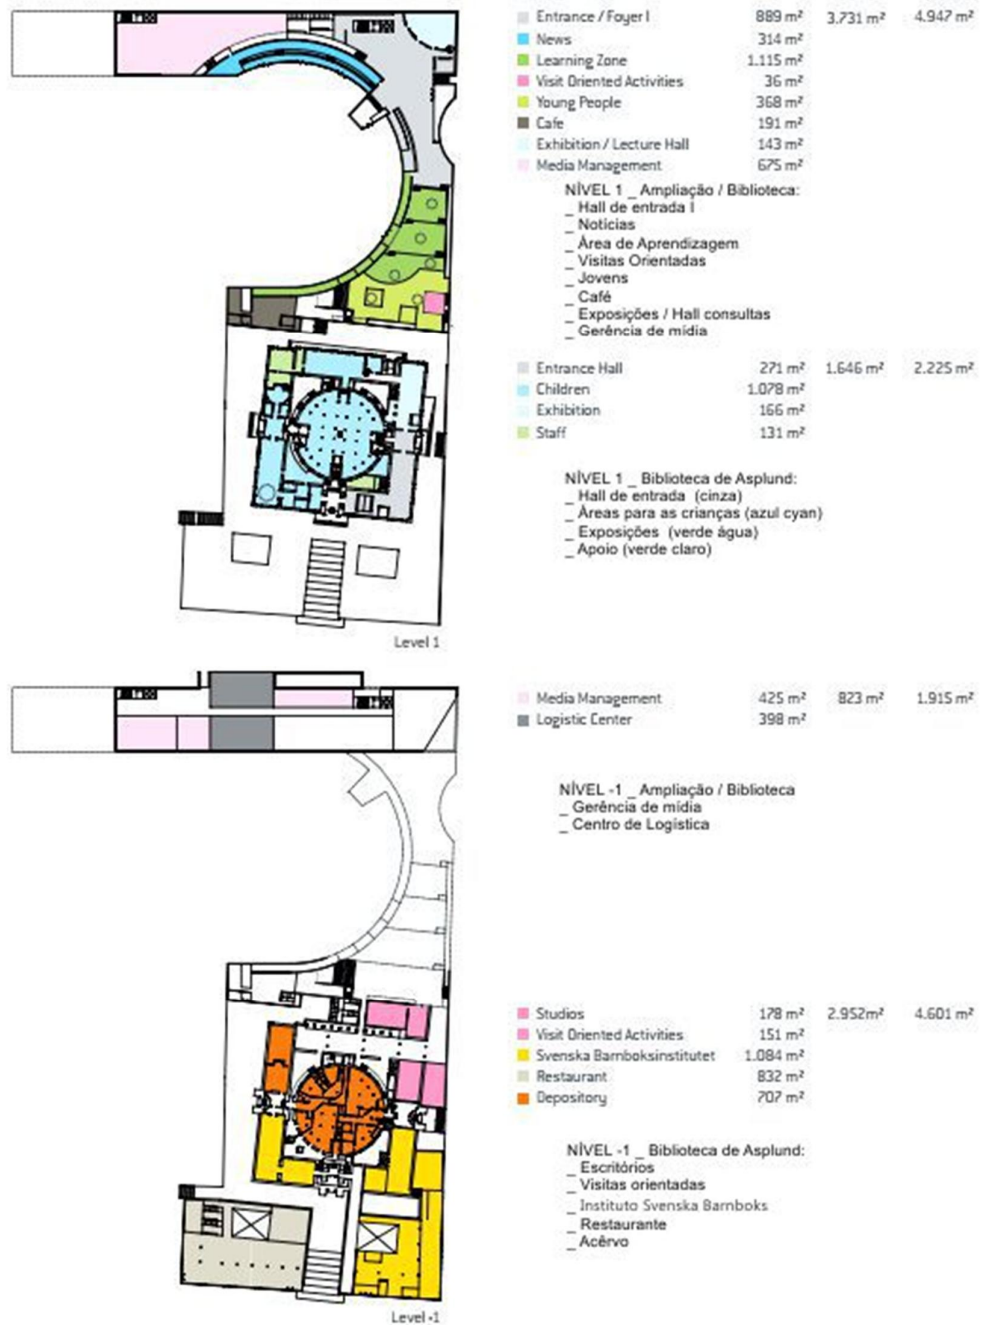 Entrance / Foyer I 889 m² 3.731 m² 4.947 m²
News 314 m²
Learning Zone 1.115 m²
Visit Oriented Activities 36 m²
Young People 368 m²
Cafe 191 m²
Exhibition / Lecture Hall 143 m²
Media Management 675 m²
NÍVEL 1 _ Ampliação / Biblioteca:
_ Hall de entrada I
_ Notícias
_ Área de Aprendizagem
_ Visitas Orientadas
_ Jovens
_ Café
_ Exposições / Hall consultas
_ Gerência de mídia
Entrance Hall 271 m² 1.646 m² 2.225 m²
Children 1.078 m²
Exhibition 166 m²
Staff 131 m²
NÍVEL 1 _ Biblioteca de Asplund:
_ Hall de entrada (cinza)
_ Áreas para as crianças (azul cyan)
_ Exposições (verde água)
_ Apoio (verde claro)
Level 1
Media Management 425 m² 823 m² 1.915 m²
Logistic Center 398 m²
NÍVEL -1 _ Ampliação / Biblioteca
_ Gerência de mídia
_ Centro de Logística
Studios 178 m² 2.952m² 4.601 m²
Visit Oriented Activities 151 m²
Svenska Barnboksinstitutet 1.084 m²
Restaurant 832 m²
Depository 707 m²
NÍVEL -1 _ Biblioteca de Asplund:
_ Escritórios
_ Visitas orientadas
_ Instituto Svenska Barnboks
_ Restaurante
_ Acêrvo
Level -1